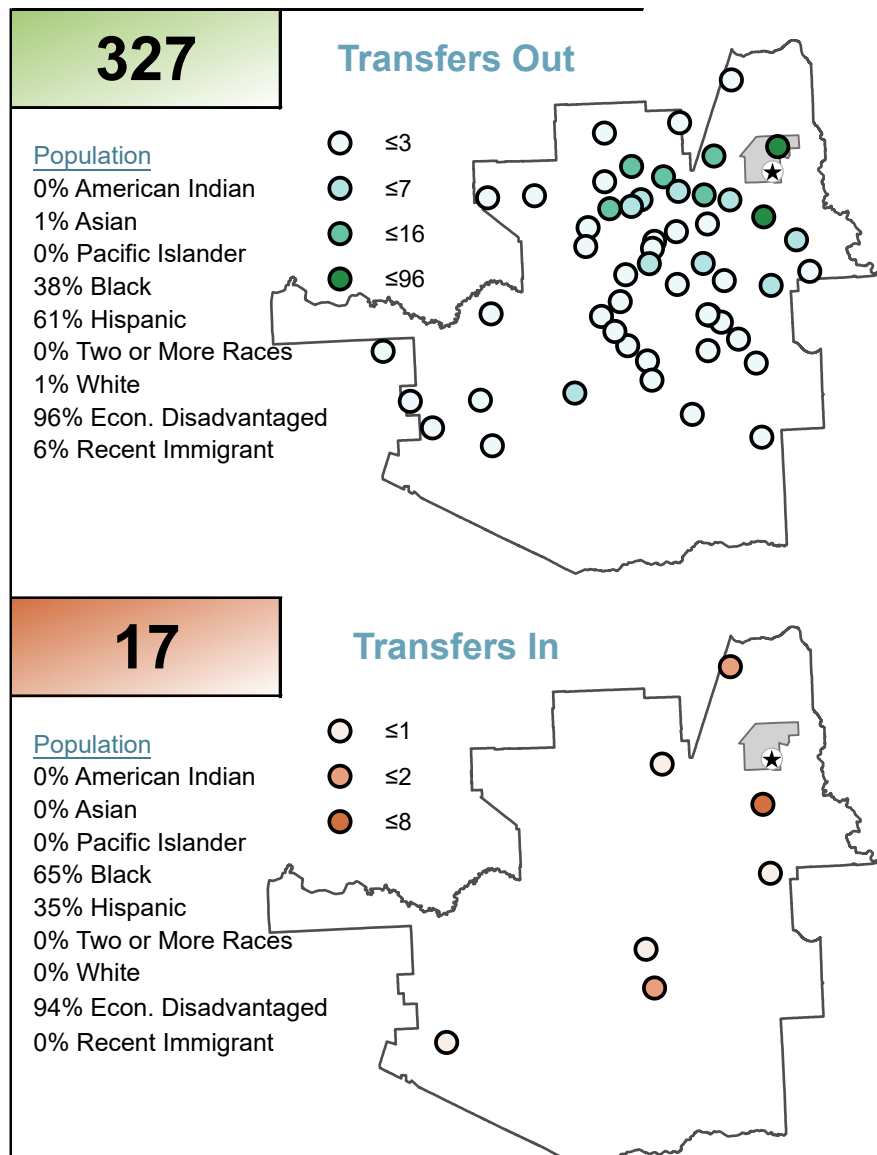 327
Transfers Out
Population
0% American Indian
1% Asian
0% Pacific Islander
38% Black
61% Hispanic
0% Two or More Races
1% White
96% Econ. Disadvantaged
6% Recent Immigrant
≤3
≤7
≤16
≤96
17
Transfers In
Population
0% American Indian
0% Asian
0% Pacific Islander
65% Black
35% Hispanic
0% Two or More Races
0% White
94% Econ. Disadvantaged
0% Recent Immigrant
≤1
≤2
≤8